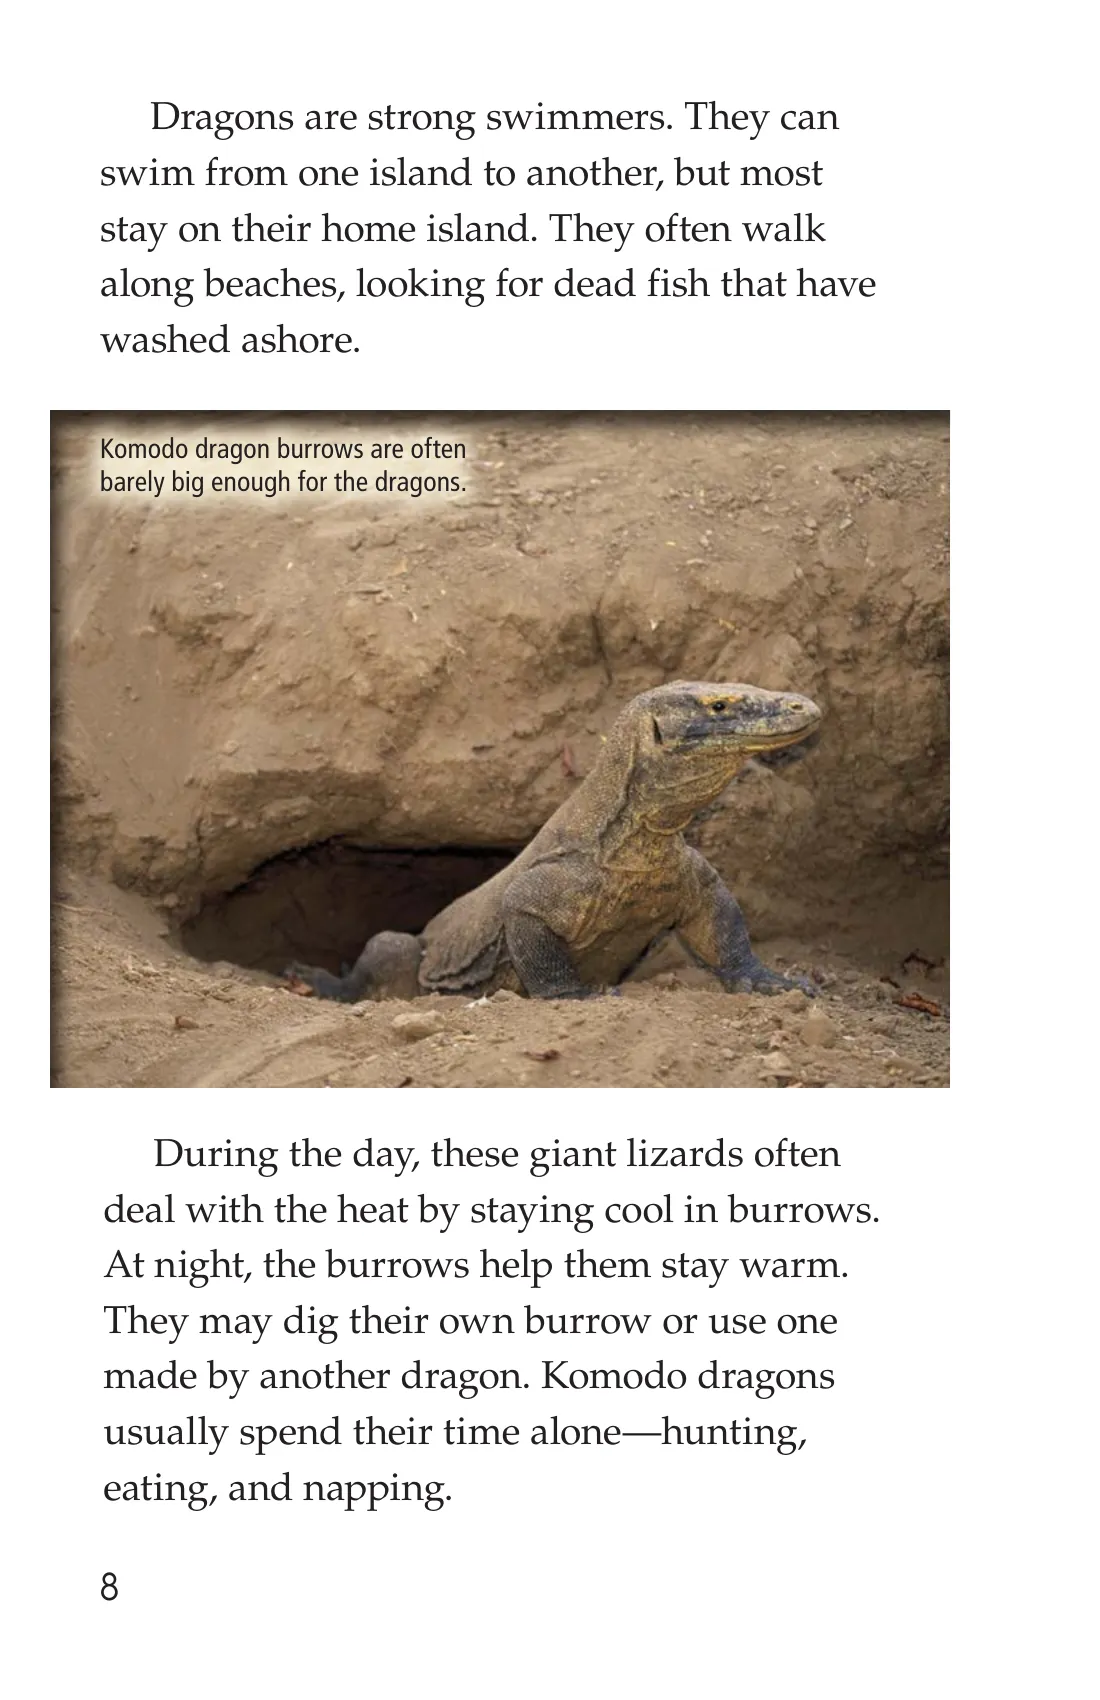 Dragons are strong swimmers. They can
swim from one island to another, but most
stay on their home island. They often walk
along beaches, looking for dead fish that have
washed ashore.
Komodo dragon burrows are often
barely big enough for the dragons.
During the day, these giant lizards often
deal with the heat by staying cool in burrows.
At night, the burrows help them stay warm.
They may dig their own burrow or use one
made by another dragon. Komodo dragons
usually spend their time alone—hunting,
eating, and napping.
8